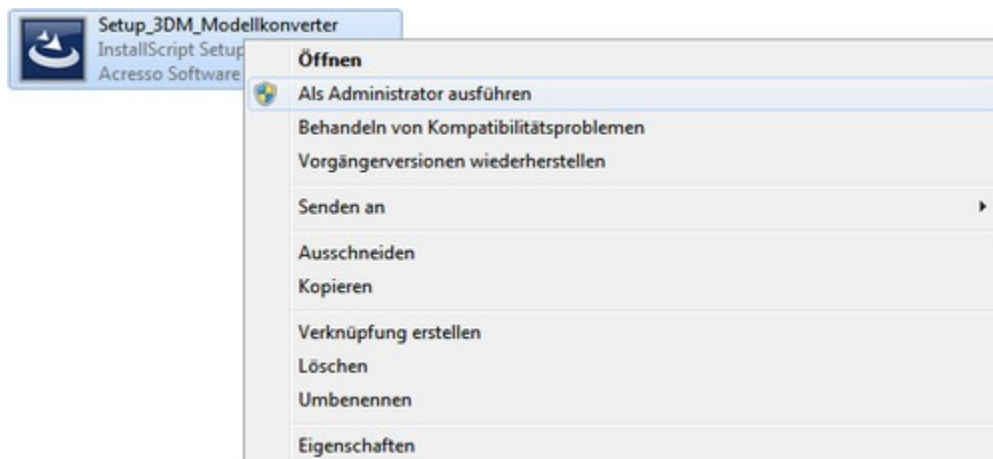 Setup_3DM_Modellkonverter
InstallScript Setup
Acresso Software
Öffnen
Als Administrator ausführen
Behandeln von Kompatibilitätsproblemen
Vorgängerversionen wiederherstellen
Senden an
Ausschneiden
Kopieren
Verknüpfung erstellen
Löschen
Umbenennen
Eigenschaften